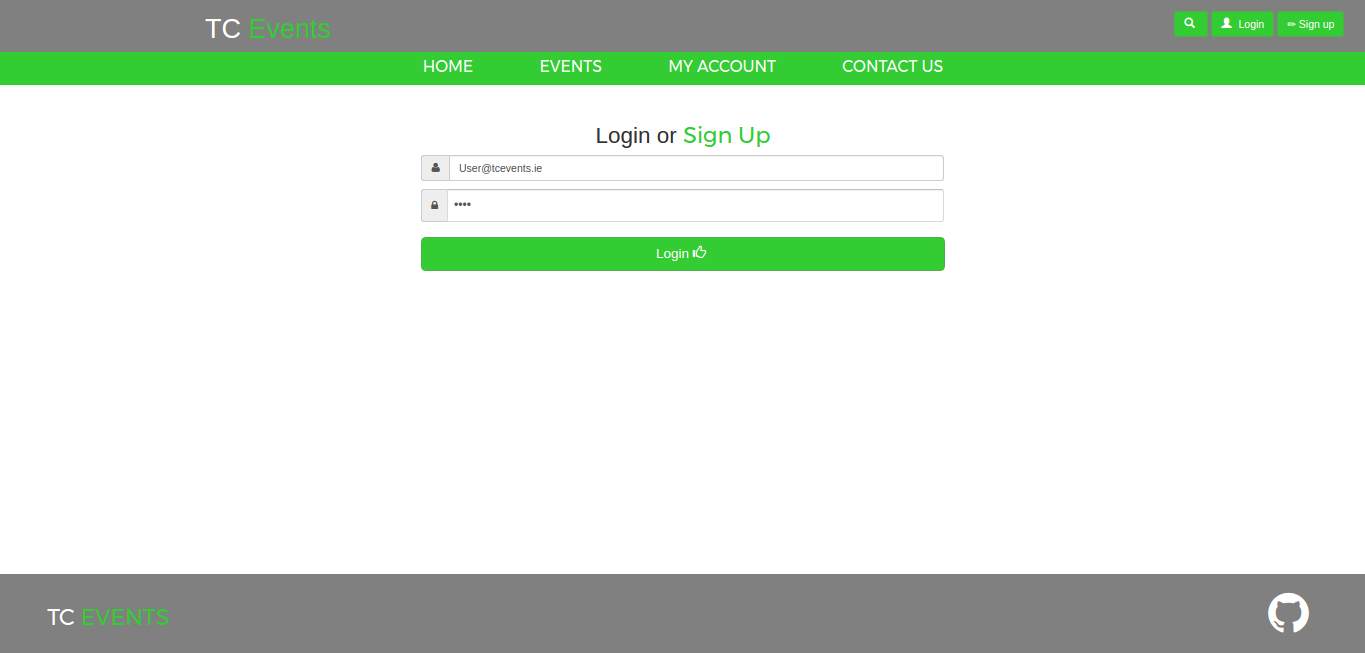 TC Events
Login
Sign up
HOME EVENTS MY ACCOUNT CONTACT US
Login or Sign Up
User@tcevents.ie
••••
Login
TC EVENTS